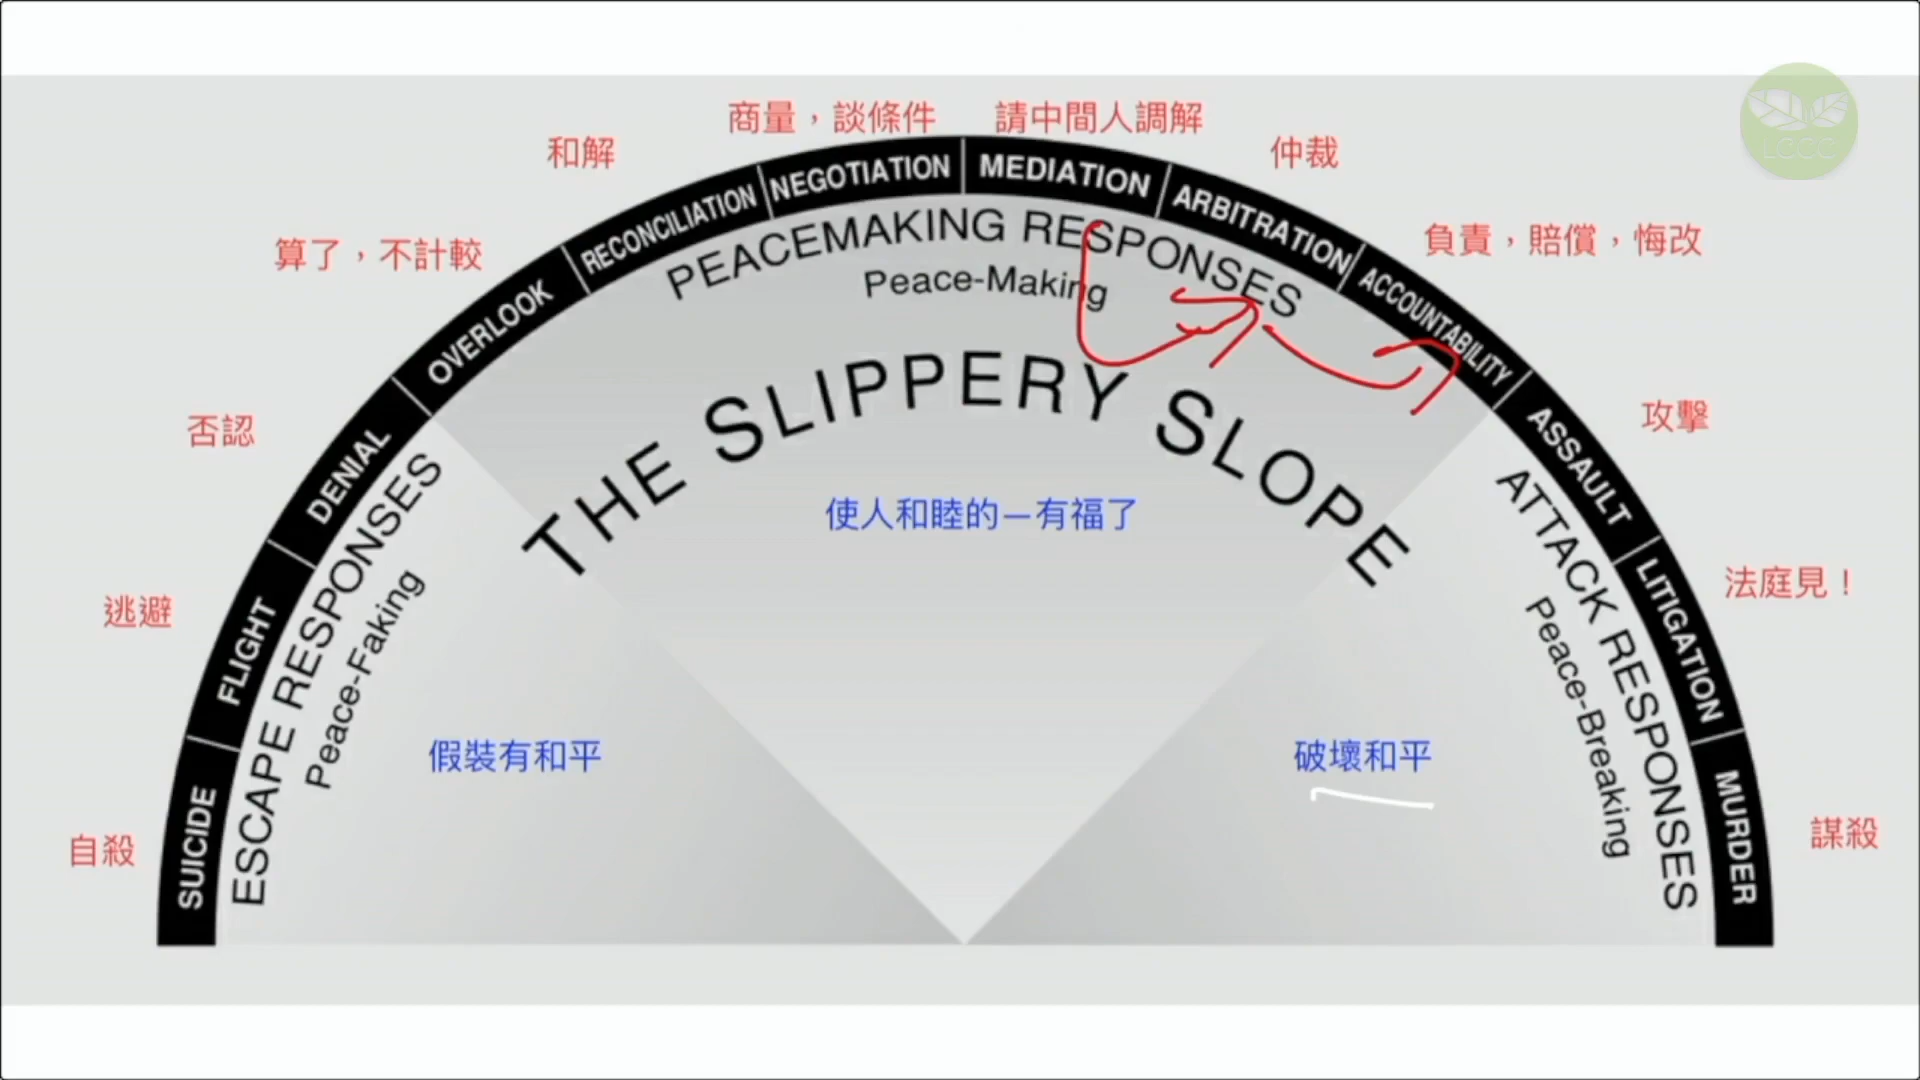 商量，談條件
請中間人調解
和解
仲裁
算了，不計較
負責，賠償，悔改
否認
攻擊
逃避
法庭見！
自殺
謀殺
SUICIDE
FLIGHT
DENIAL
OVERLOOK
RECONCILIATION
NEGOTIATION
MEDIATION
ARBITRATION
ACCOUNTABILITY
ASSAULT
LITIGATION
MURDER
ESCAPE RESPONSES
Peace-Faking
PEACEMAKING RESPONSES
Peace-Making
ATTACK RESPONSES
Peace-Breaking
THE SLIPPERY SLOPE
使人和睦的—有福了
假裝有和平
破壞和平
LCCC